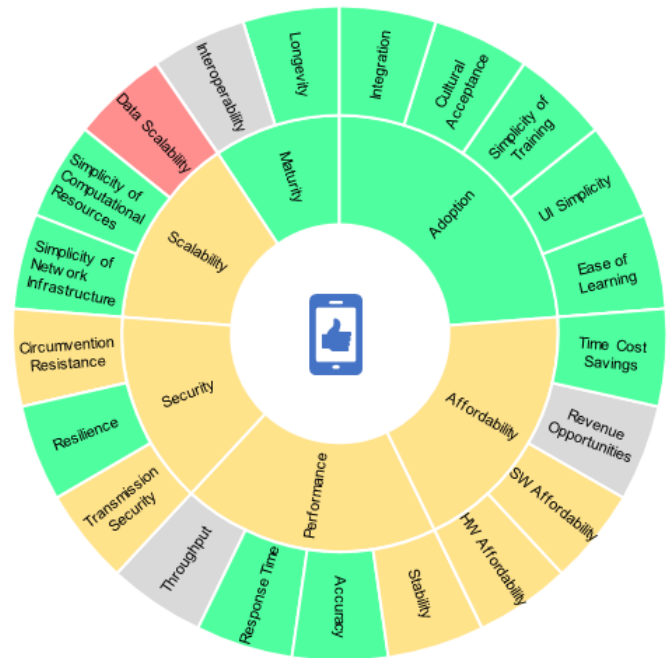 Integration
Cultural
Acceptance
Simplicity of
Training
UI Simplicity
Ease of
Learning
Time Cost
Savings
Revenue
Opportunities
SW Affordability
HW Affordability
Stability
Accuracy
Response Time
Throughput
Transmission
Security
Resilience
Circumvention
Resistance
Simplicity of
Network
Infrastructure
Simplicity of
Computational
Resources
Data Scalability
Interoperability
Longevity
Adoption
Affordability
Performance
Security
Scalability
Maturity